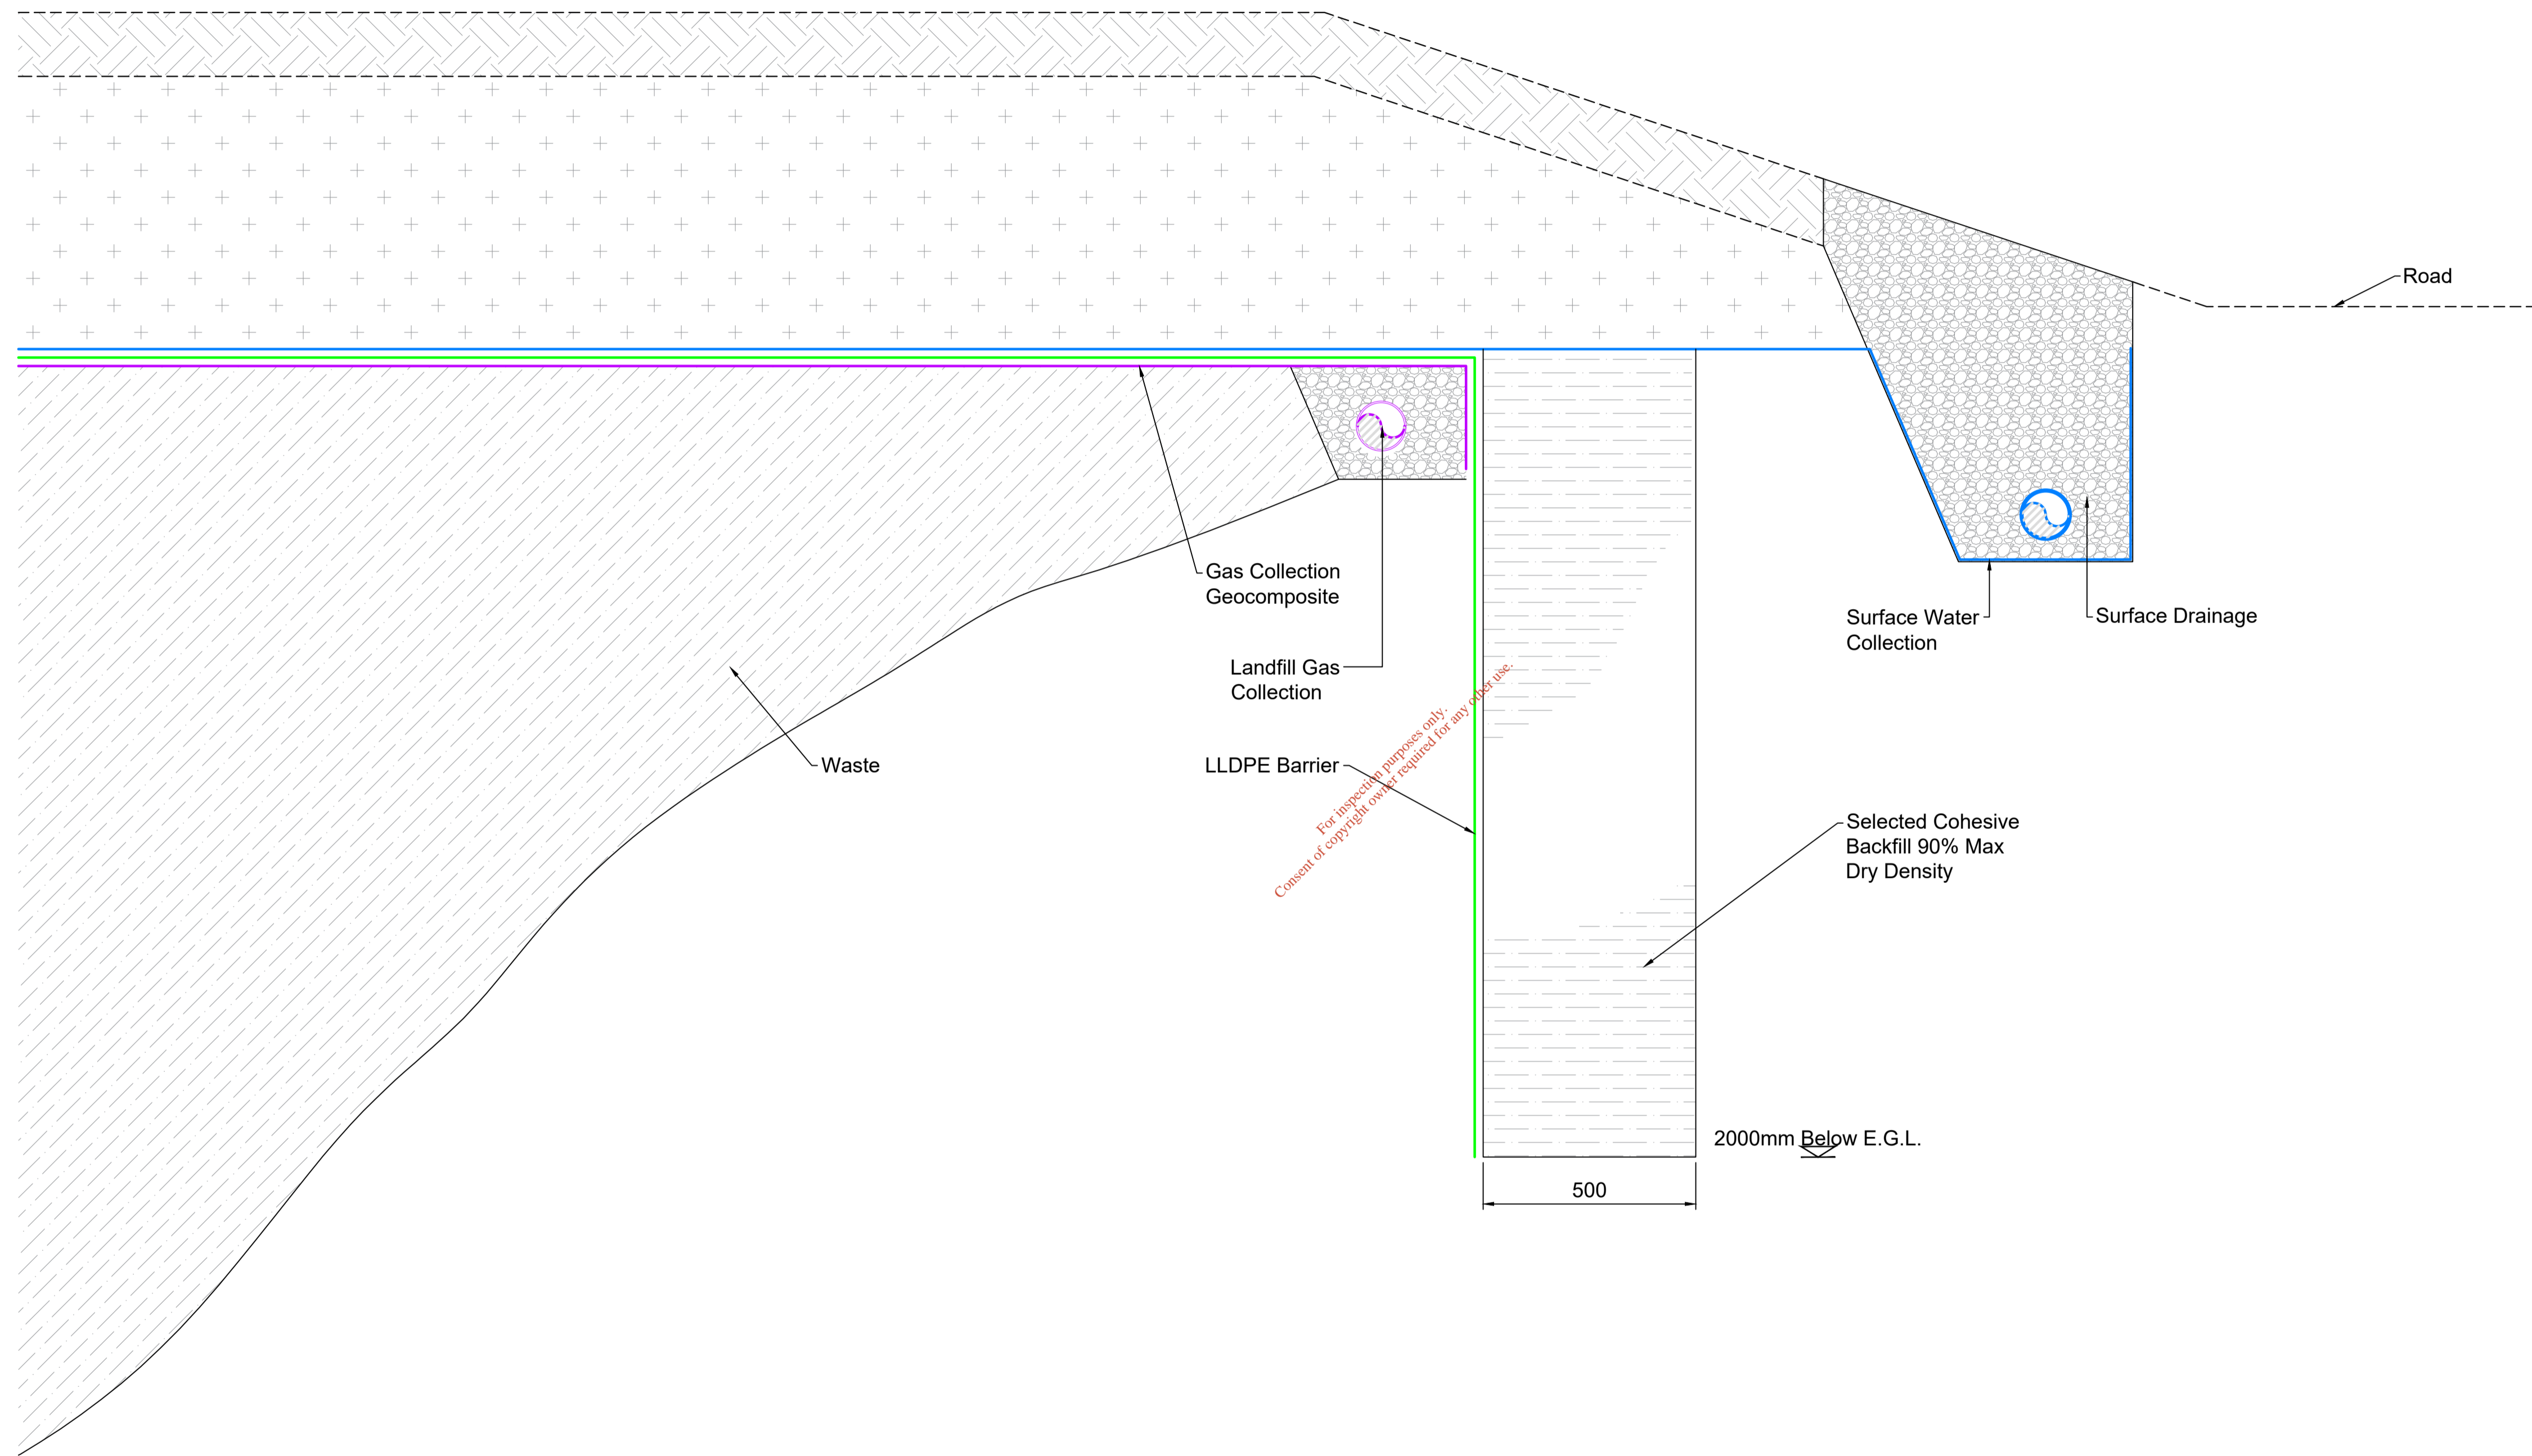 Road
Gas Collection
Geocomposite
Surface Water
Collection
Surface Drainage
Landfill Gas
Collection
For inspection purposes only.
Consent of copyright owner required for any other use.
Waste
LLDPE Barrier
Selected Cohesive
Backfill 90% Max
Dry Density
2000mm Below E.G.L.
500